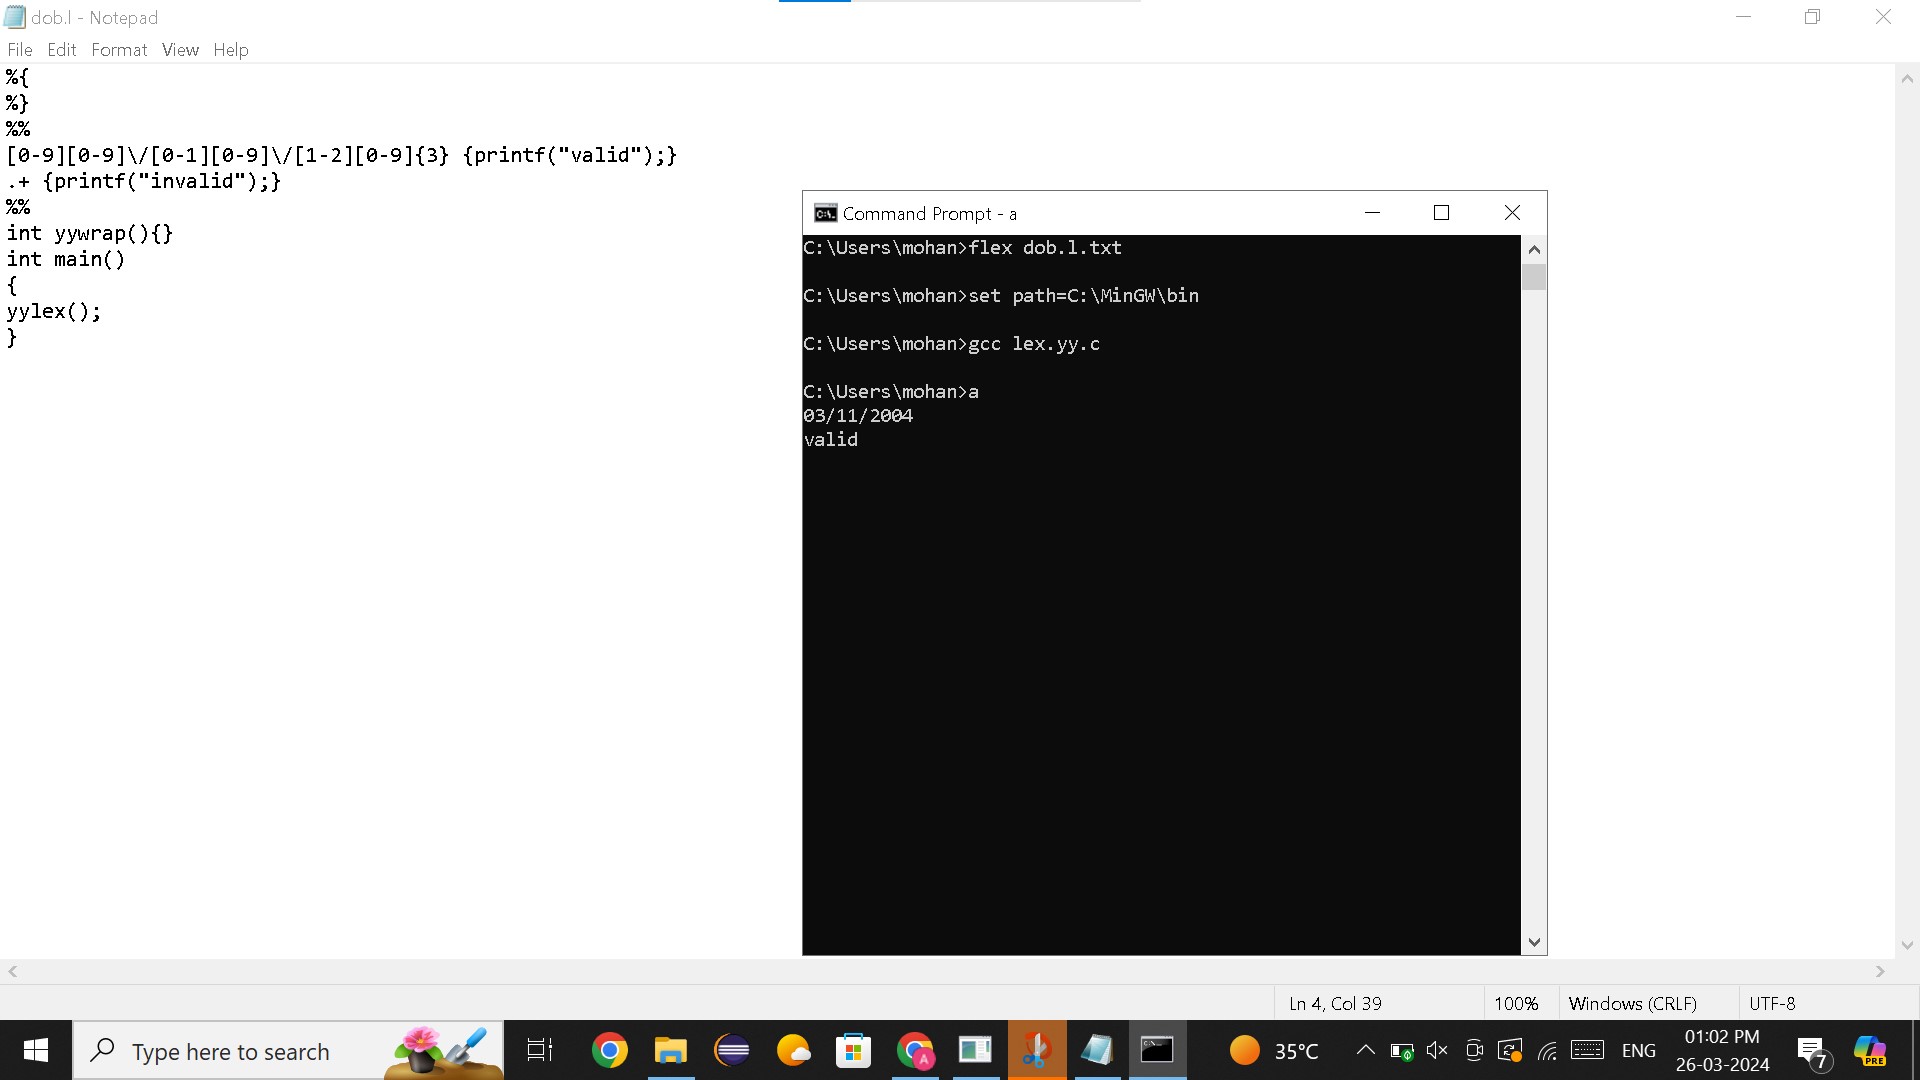 dob.l - Notepad
File Edit Format View Help
%{
%}
%%
[0-9][0-9]\/[0-1][0-9]\/[1-2][0-9]{3} {printf("valid");}
.+ {printf("invalid");}
%%
int yywrap(){}
int main()
{
yylex();
}
Command Prompt - a
C:\Users\mohan>flex dob.l.txt
C:\Users\mohan>set path=C:\MinGW\bin
C:\Users\mohan>gcc lex.yy.c
C:\Users\mohan>a
03/11/2004
valid
Ln 4, Col 39
100%
Windows (CRLF)
UTF-8
Type here to search
A
35°C
ENG
01:02 PM
26-03-2024
7
PRE